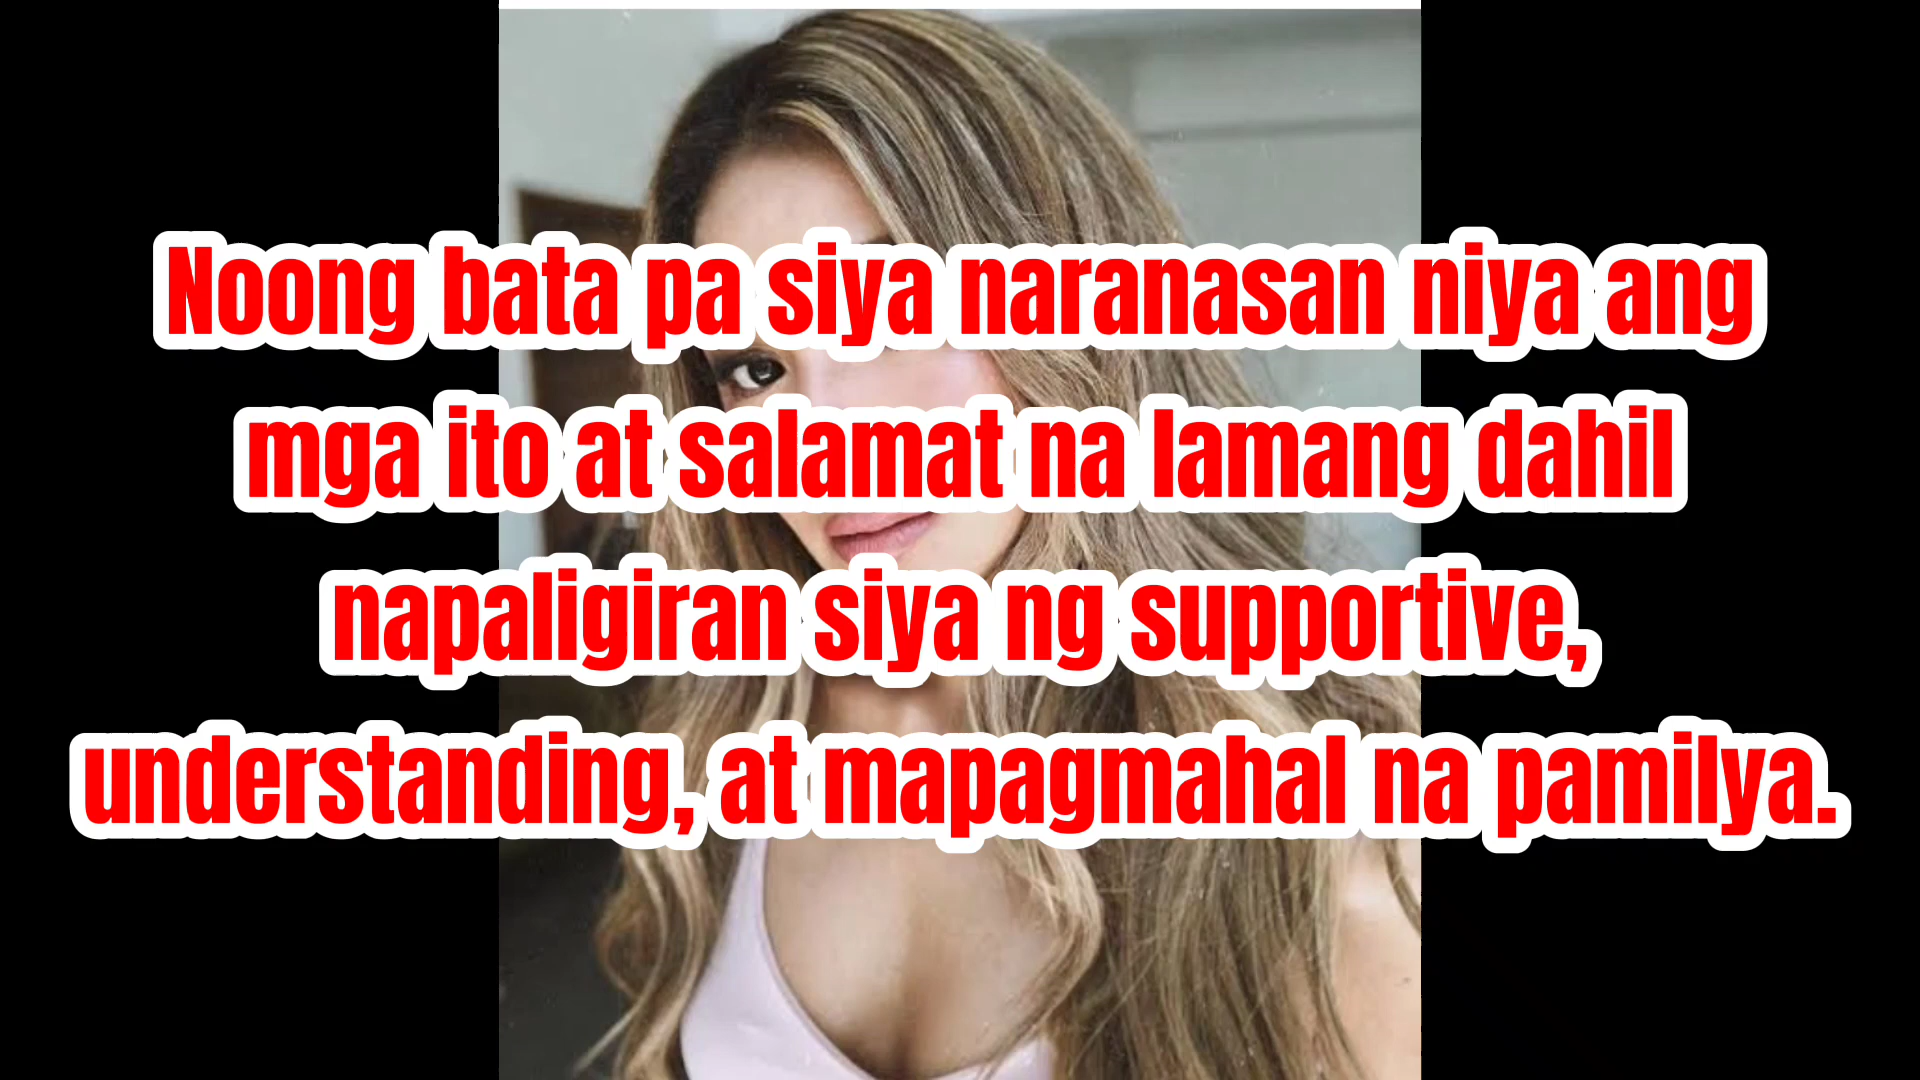 Noong bata pa siya naranasan niya ang
mga ito at salamat na lamang dahil
napaligiran siya ng supportive,
understanding, at mapagmahal na pamilya.